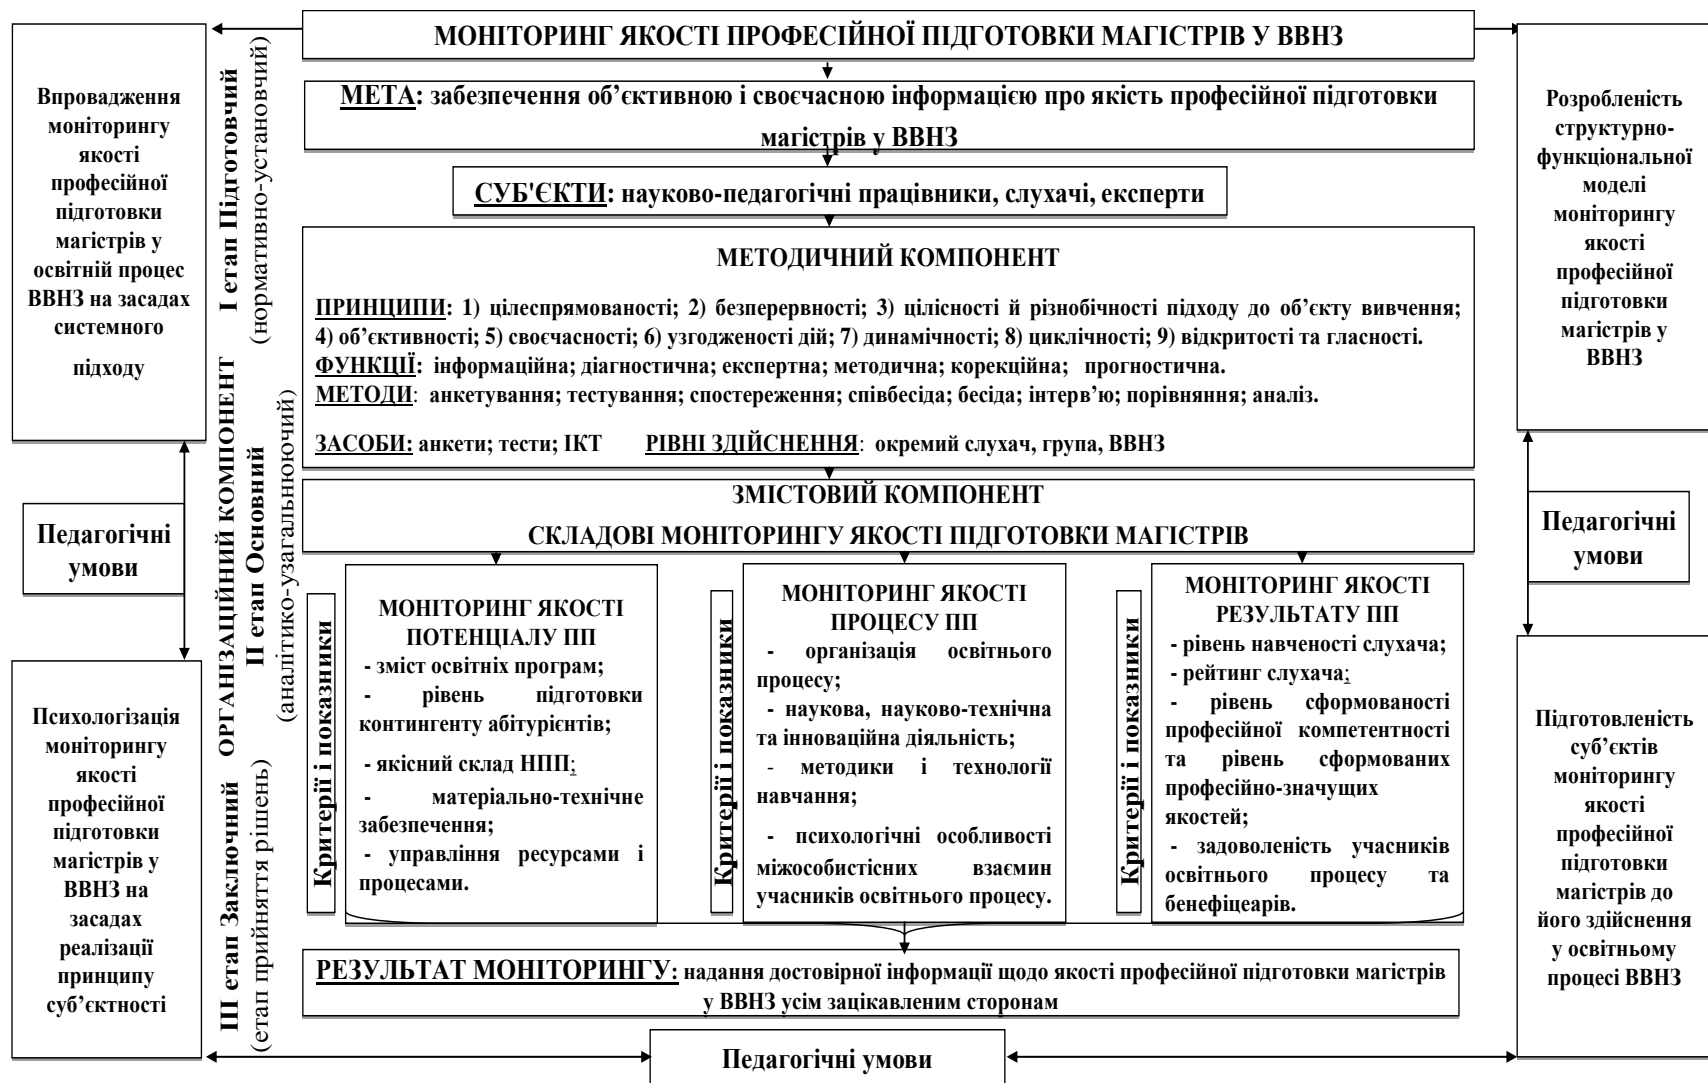 МОНІТОРИНГ ЯКОСТІ ПРОФЕСІЙНОЇ ПІДГОТОВКИ МАГІСТРІВ У ВВНЗ
МЕТА: забезпечення об’єктивною і своєчасною інформацією про якість професійної підготовки
магістрів у ВВНЗ
СУБ'ЄКТИ: науково-педагогічні працівники, слухачі, експерти
Впровадження
моніторингу
якості
професійної
підготовки
магістрів у
освітній процес
ВВНЗ на засадах
системного
підходу
Педагогічні
умови
Психологізація
моніторингу
якості
професійної
підготовки
магістрів у
ВВНЗ на
засадах
реалізації
принципу
суб’єктності
ОРГАНІЗАЦІЙНИЙ КОМПОНЕНТ
І етап Підготовчий
(нормативно-установчий)
ІІ етап Основний
(аналітико-узагальнюючий)
ІІІ етап Заключний
(етап прийняття рішень)
МЕТОДИЧНИЙ КОМПОНЕНТ
ПРИНЦИПИ: 1) цілеспрямованості; 2) безперервності; 3) цілісності й різнобічності підходу до об’єкту вивчення;
4) об’єктивності; 5) своєчасності; 6) узгодженості дій; 7) динамічності; 8) циклічності; 9) відкритості та гласності.
ФУНКЦІЇ: інформаційна; діагностична; експертна; методична; корекційна; прогностична.
МЕТОДИ: анкетування; тестування; спостереження; співбесіда; бесіда; інтерв’ю; порівняння; аналіз.
ЗАСОБИ: анкети; тести; ІКТ РІВНІ ЗДІЙСНЕННЯ: окремий слухач, група, ВВНЗ
ЗМІСТОВИЙ КОМПОНЕНТ
СКЛАДОВІ МОНІТОРИНГУ ЯКОСТІ ПІДГОТОВКИ МАГІСТРІВ
Критерії і показники
МОНІТОРИНГ ЯКОСТІ
ПОТЕНЦІАЛУ ПП
- зміст освітніх програм;
- рівень підготовки
контингенту абітурієнтів;
- якісний склад НПП;
- матеріально-технічне
забезпечення;
- управління ресурсами і
процесами.
Критерії і показники
МОНІТОРИНГ ЯКОСТІ
ПРОЦЕСУ ПП
- організація освітнього
процесу;
- наукова, науково-технічна
та інноваційна діяльність;
- методики і технології
навчання;
- психологічні особливості
міжособистісних взаємин
учасників освітнього процесу.
Критерії і показники
МОНІТОРИНГ ЯКОСТІ
РЕЗУЛЬТАТУ ПП
- рівень навченості слухача;
- рейтинг слухача;
- рівень сформованості
професійної компетентності
та рівень сформованих
професійно-значущих
якостей;
- задоволеність учасників
освітнього процесу та
бенефіцеарів.
РЕЗУЛЬТАТ МОНІТОРИНГУ: надання достовірної інформації щодо якості професійної підготовки магістрів
у ВВНЗ усім зацікавленим сторонам
Розробленість
структурно-
функціональної
моделі
моніторингу
якості
професійної
підготовки
магістрів у
ВВНЗ
Педагогічні
умови
Підготовленість
суб’єктів
моніторингу
якості
професійної
підготовки
магістрів до
його здійснення
у освітньому
процесі ВВНЗ
Педагогічні умови